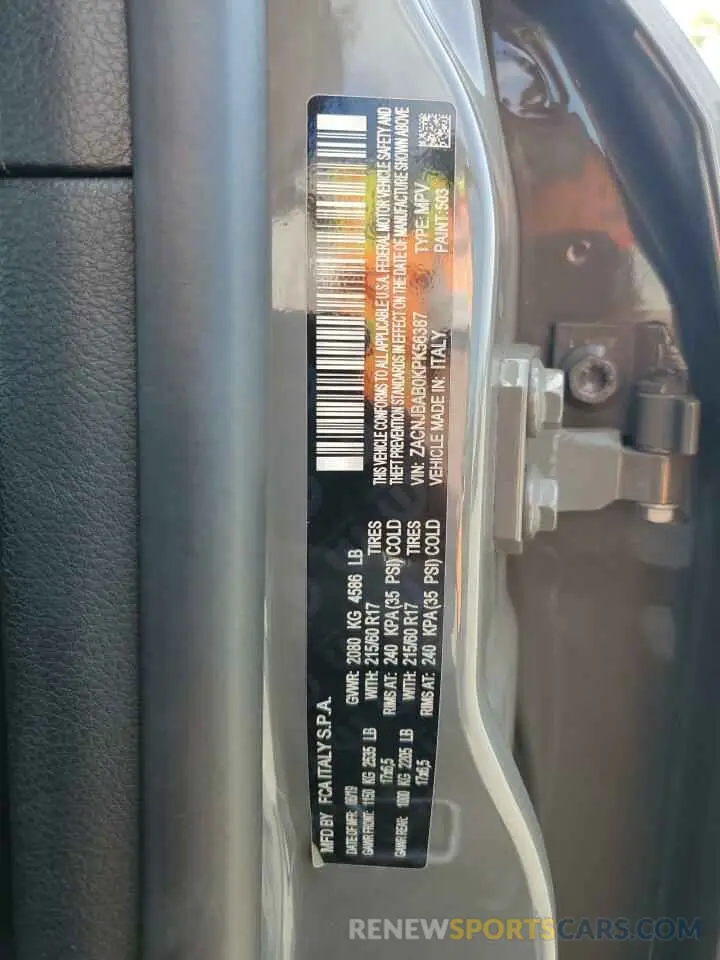 MFD BY FCA ITALY S.P.A.
DATE OF MFR: 06/19 GVWR: 2080 KG 4586 LB
GAWR FRONT: 1150 KG 2535 LB WITH: 215/60 R17 TIRES
17x6,5 RIMS AT: 240 KPA(35 PSI) COLD
GAWR REAR: 1000 KG 2205 LB WITH: 215/60 R17 TIRES
17x6,5 RIMS AT: 240 KPA(35 PSI) COLD
THIS VEHICLE CONFORMS TO ALL APPLICABLE U.S.A. FEDERAL MOTOR VEHICLE SAFETY AND
THEFT PREVENTION STANDARDS IN EFFECT ON THE DATE OF MANUFACTURE SHOWN ABOVE
VIN: ZACNJBAB0KPK56387 TYPE: MPV
VEHICLE MADE IN: ITALY PAINT: 503
RENEWSPORTSCARS.COM